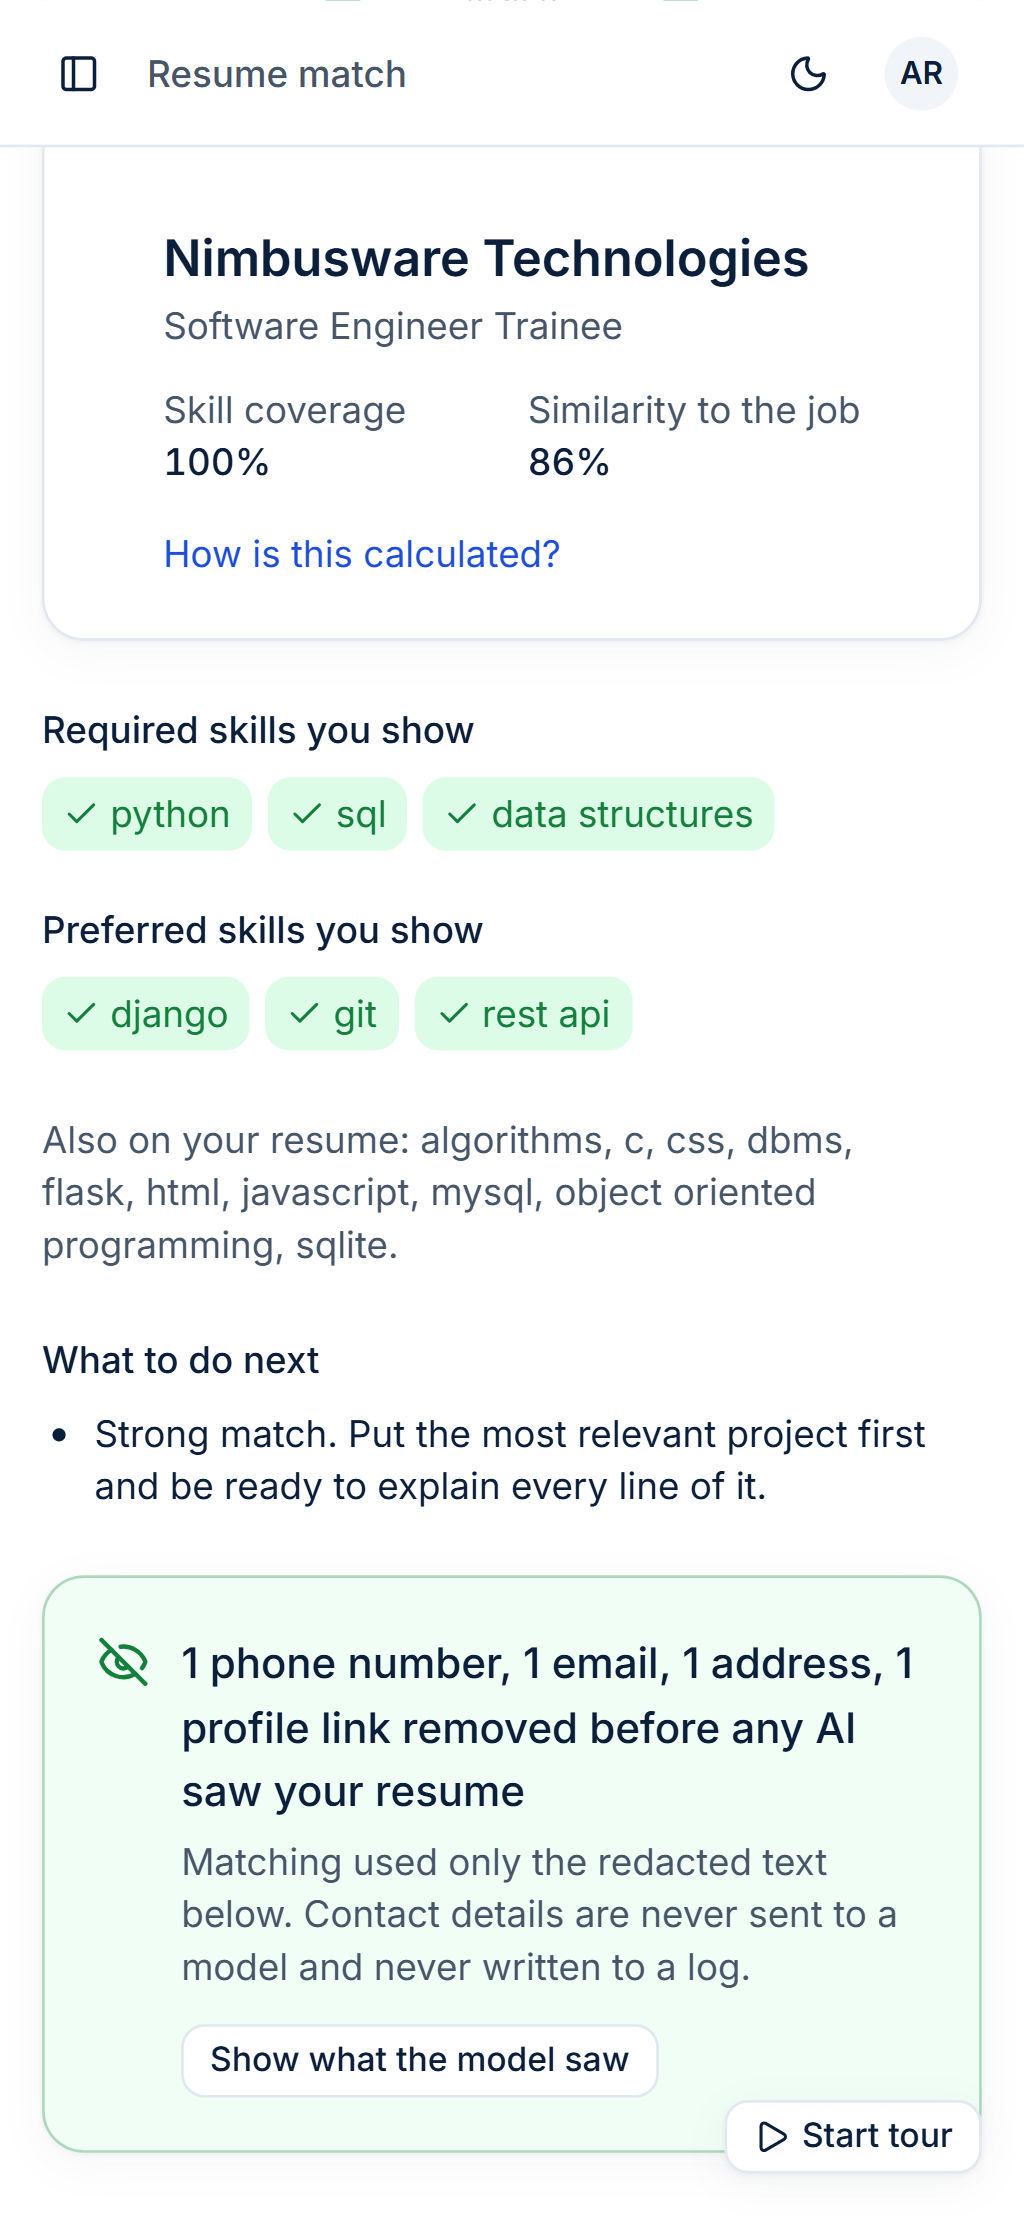 Resume match
AR
Nimbusware Technologies
Software Engineer Trainee
Skill coverage
100%
Similarity to the job
86%
How is this calculated?
Required skills you show
python
sql
data structures
Preferred skills you show
django
git
rest api
Also on your resume: algorithms, c, css, dbms,
flask, html, javascript, mysql, object oriented
programming, sqlite.
What to do next
• Strong match. Put the most relevant project first
and be ready to explain every line of it.
1 phone number, 1 email, 1 address, 1
profile link removed before any AI
saw your resume
Matching used only the redacted text
below. Contact details are never sent to a
model and never written to a log.
Show what the model saw
Start tour